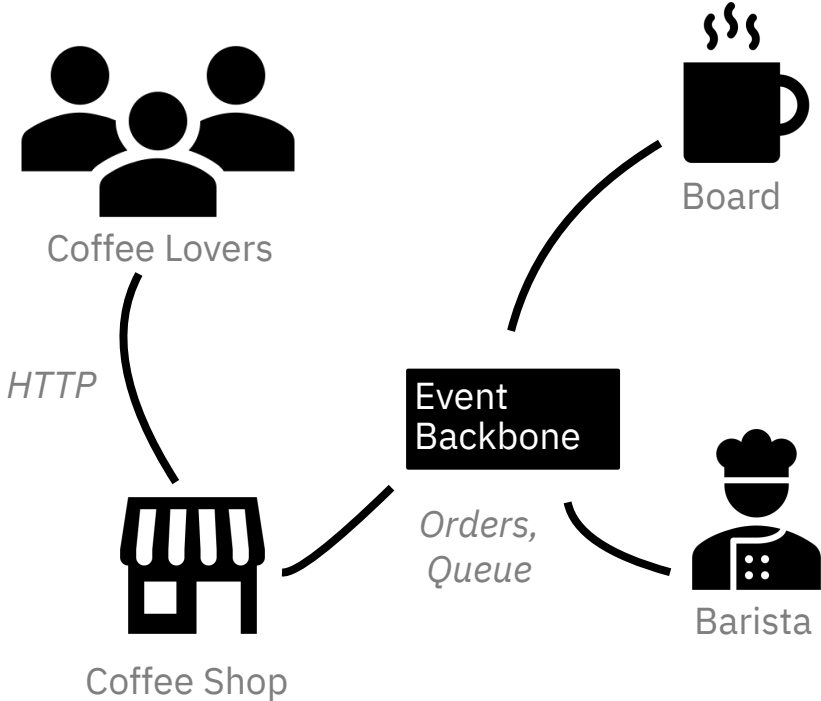 Board
Coffee Lovers
HTTP
Event
Backbone
Orders,
Queue
Barista
Coffee Shop